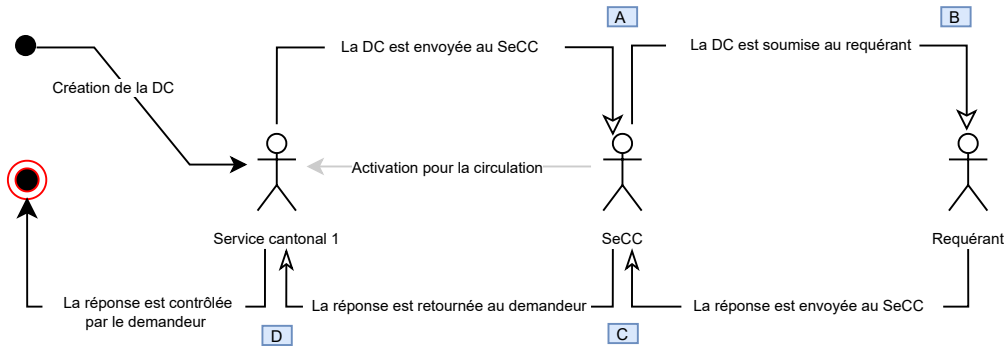 A
B
La DC est envoyée au SeCC
La DC est soumise au requérant
Création de la DC
Activation pour la circulation
Service cantonal 1
SeCC
Requérant
La réponse est contrôlée
par le demandeur
La réponse est retournée au demandeur
La réponse est envoyée au SeCC
D
C